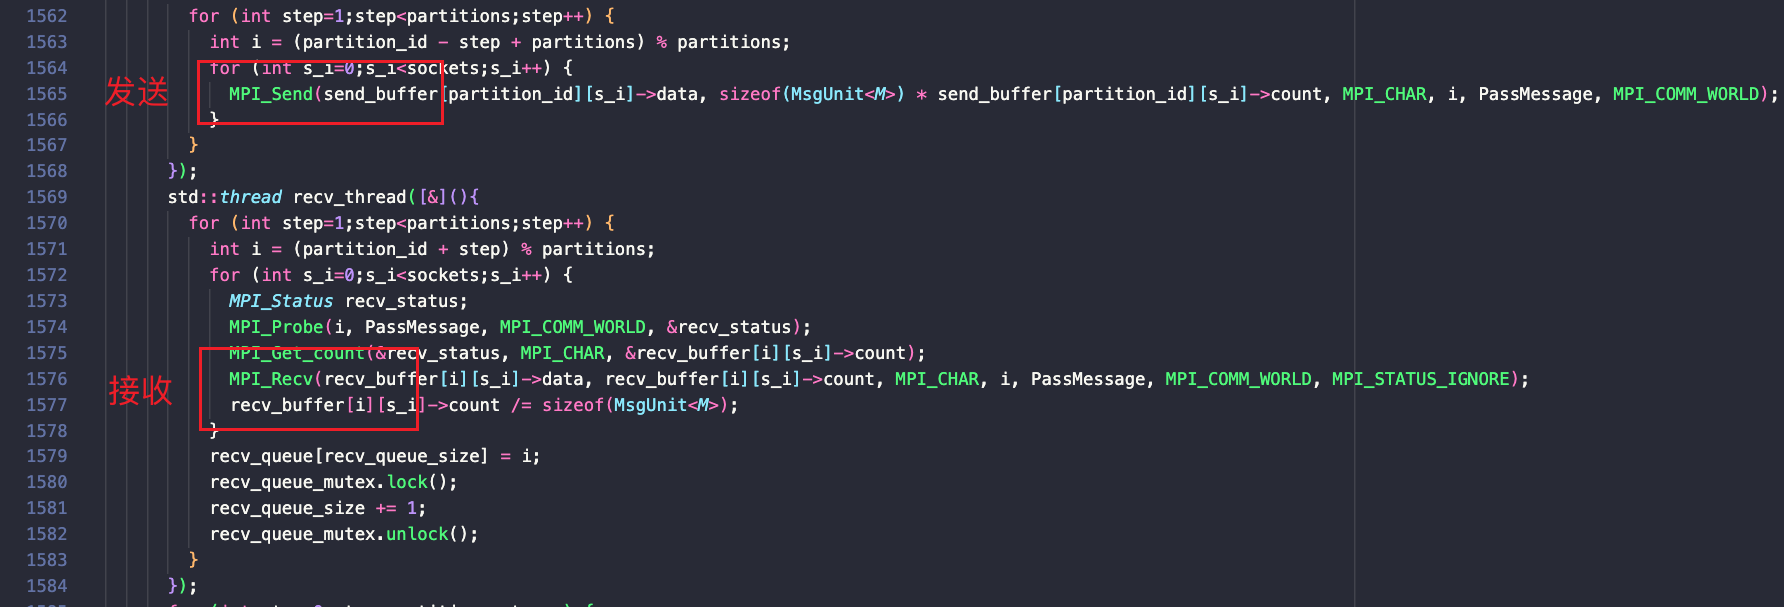 1562 for (int step=1;step<partitions;step++) {
1563 int i = (partition_id - step + partitions) % partitions;
1564 for (int s_i=0;s_i<sockets;s_i++) {
发送
1565 MPI_Send(send_buffer[partition_id][s_i]->data, sizeof(MsgUnit<M>) * send_buffer[partition_id][s_i]->count, MPI_CHAR, i, PassMessage, MPI_COMM_WORLD);
1566 }
1567 }
1568 });
1569 std::thread recv_thread([&](){
1570 for (int step=1;step<partitions;step++) {
1571 int i = (partition_id + step) % partitions;
1572 for (int s_i=0;s_i<sockets;s_i++) {
1573 MPI_Status recv_status;
1574 MPI_Probe(i, PassMessage, MPI_COMM_WORLD, &recv_status);
1575 MPI_Get_count(&recv_status, MPI_CHAR, &recv_buffer[i][s_i]->count);
1576 MPI_Recv(recv_buffer[i][s_i]->data, recv_buffer[i][s_i]->count, MPI_CHAR, i, PassMessage, MPI_COMM_WORLD, MPI_STATUS_IGNORE);
接收
1577 recv_buffer[i][s_i]->count /= sizeof(MsgUnit<M>);
1578 }
1579 recv_queue[recv_queue_size] = i;
1580 recv_queue_mutex.lock();
1581 recv_queue_size += 1;
1582 recv_queue_mutex.unlock();
1583 }
1584 });